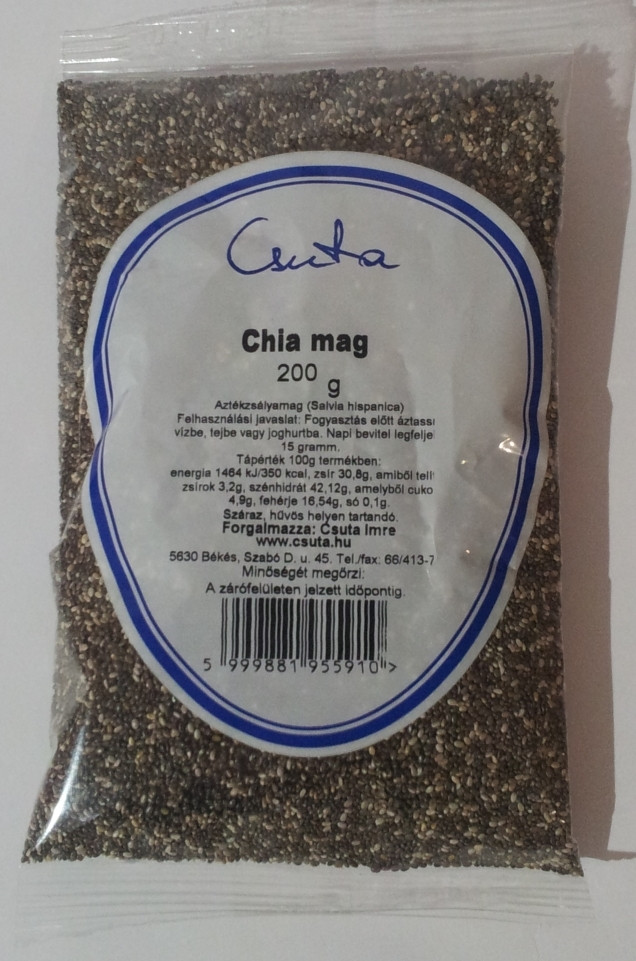 Csuta
Chia mag
200 g
Aztékzsályamag (Salvia hispanica)
Felhasználási javaslat: Fogyasztás előtt áztassi
vízbe, tejbe vagy joghurtba. Napi bevitel legfelje
15 gramm.
Tápérték 100g termékben:
energia 1464 kJ/350 kcal, zsír 30,8g, amiből telí
zsírok 3,2g, szénhidrát 42,12g, amelyből cuko
4,9g, fehérje 16,54g, só 0,1g.
Száraz, hűvös helyen tartandó.
Forgalmazza: Csuta Imre
www.csuta.hu
5630 Békés, Szabó D. u. 45. Tel./fax: 66/413-7
Minőségét megőrzi:
A zárófelületen jelzett időpontig.
5 999881 955910 >